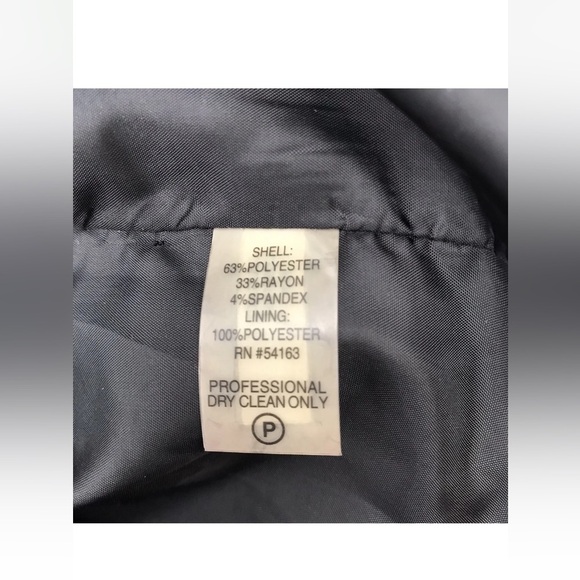 SHELL:
63%POLYESTER
33%RAYON
4%SPANDEX
LINING:
100%POLYESTER
RN #54163
PROFESSIONAL
DRY CLEAN ONLY
P